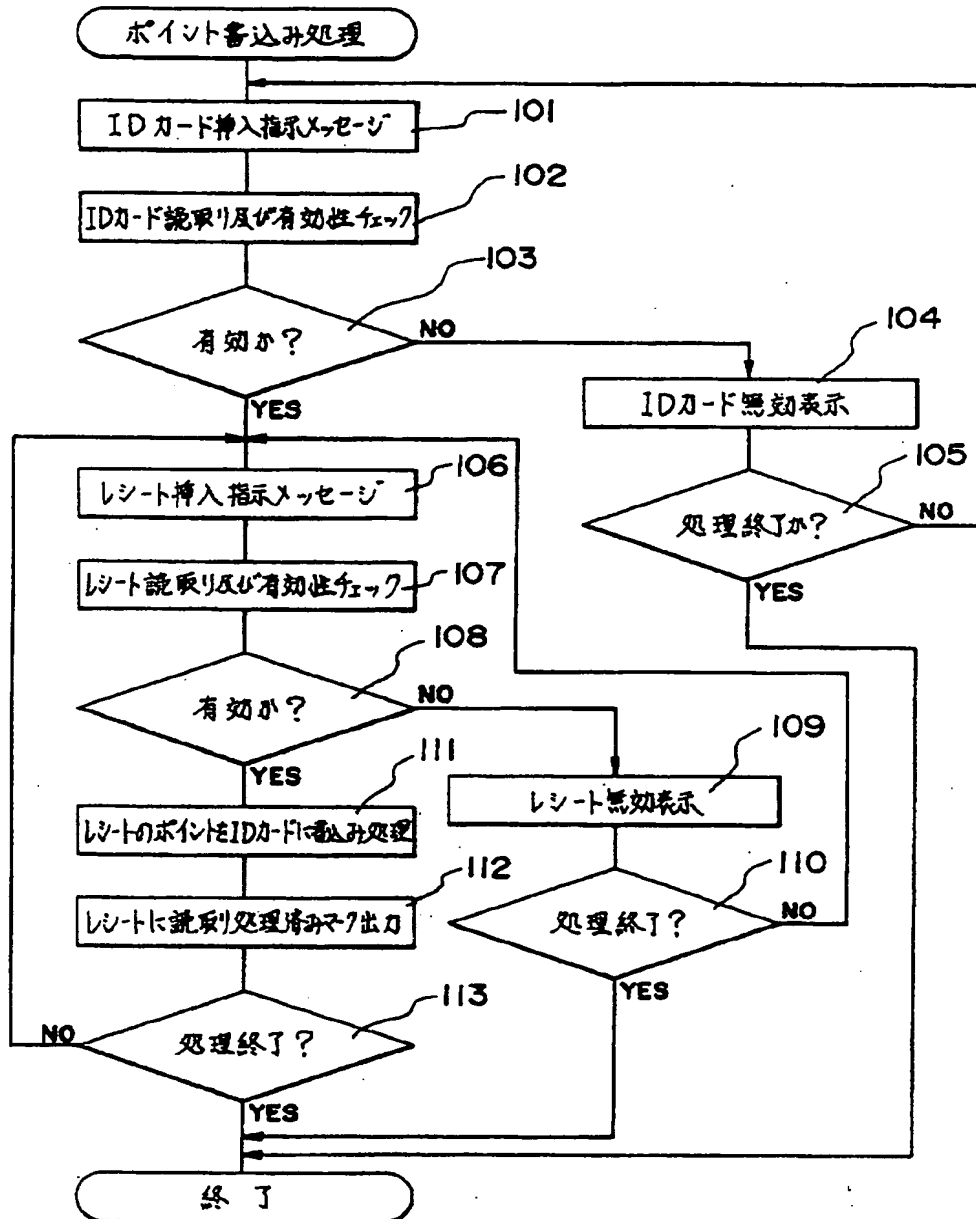 ポイント書込み処理
IDカード挿入指示メッセージ
101
IDカード読取り及び有効性チェック
102
有効か?
103
NO
YES
104
IDカード無効表示
105
処理終了か?
NO
YES
レシート挿入指示メッセージ
106
レシート読取り及び有効性チェック
107
有効か?
108
NO
YES
109
レシート無効表示
110
処理終了?
NO
YES
111
レシートのポイントをIDカードに書込み処理
112
レシートに読取り処理済みマーク出力
113
処理終了?
NO
YES
終了